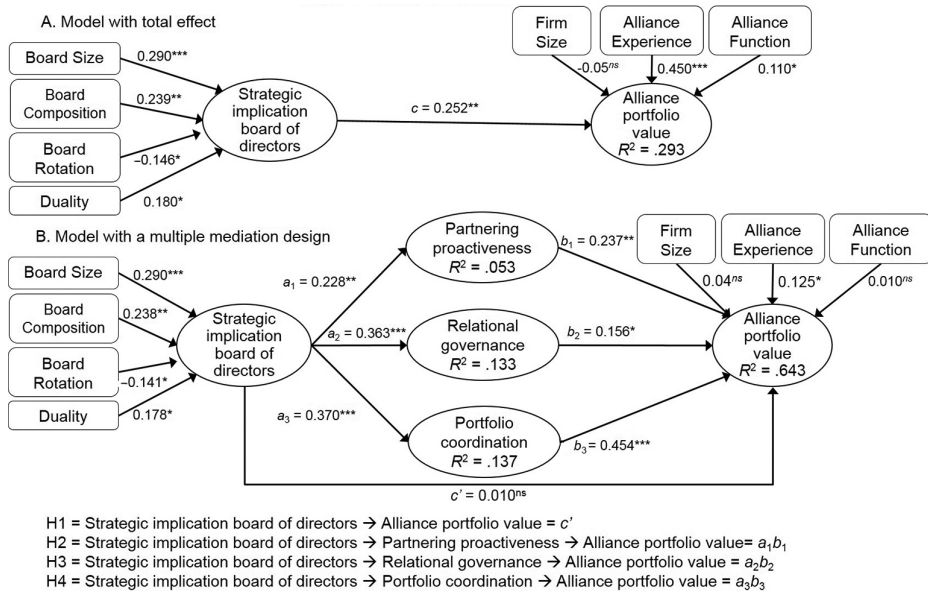 A. Model with total effect
Board Size
Board
Composition
Board
Rotation
Duality
0.290***
0.239**
–0.146*
0.180*
Strategic
implication
board of
directors
c = 0.252**
Firm
Size
Alliance
Experience
Alliance
Function
-0.05ns
0.450***
0.110*
Alliance
portfolio
value
R² = .293
B. Model with a multiple mediation design
Board Size
Board
Composition
Board
Rotation
Duality
0.290***
0.238**
–0.141*
0.178*
Strategic
implication
board of
directors
a₁ = 0.228**
a₂ = 0.363***
a₃ = 0.370***
Partnering
proactiveness
R² = .053
Relational
governance
R² = .133
Portfolio
coordination
R² = .137
b₁ = 0.237**
b₂ = 0.156*
b₃ = 0.454***
Firm
Size
Alliance
Experience
Alliance
Function
0.04ns
0.125*
0.010ns
Alliance
portfolio
value
R² = .643
c’ = 0.010ns
H1 = Strategic implication board of directors → Alliance portfolio value = c’
H2 = Strategic implication board of directors → Partnering proactiveness → Alliance portfolio value= a₁b₁
H3 = Strategic implication board of directors → Relational governance → Alliance portfolio value = a₂b₂
H4 = Strategic implication board of directors → Portfolio coordination → Alliance portfolio value = a₃b₃